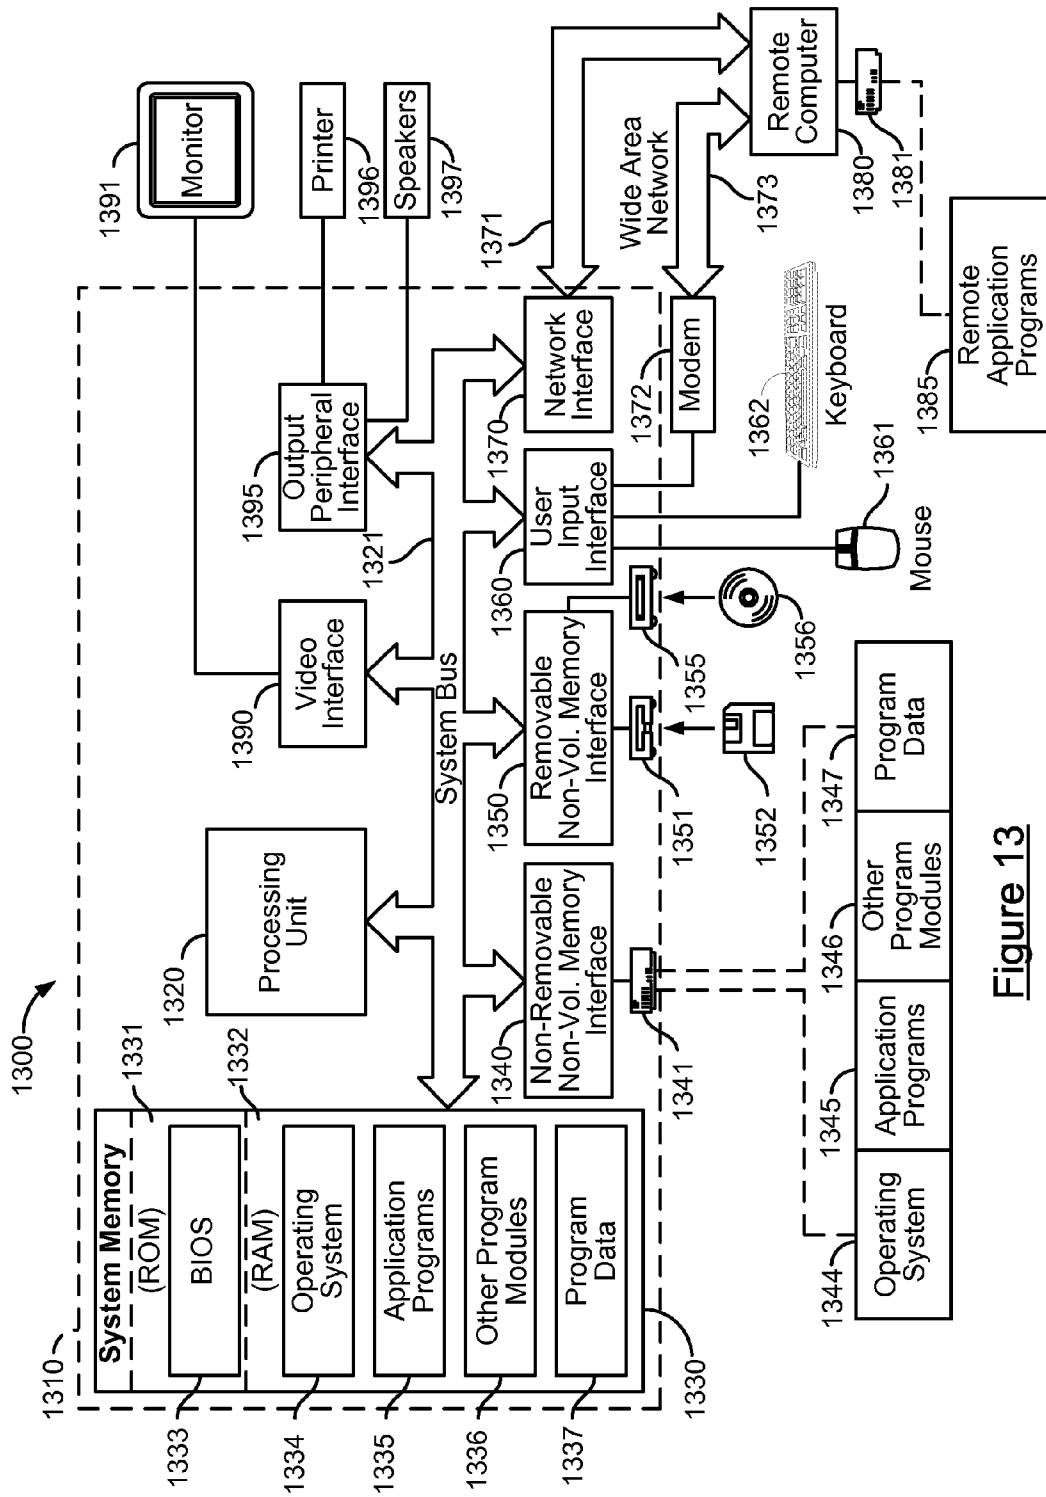 1300
1310
System Memory
(ROM)
1331
BIOS
1333
(RAM)
1332
Operating
System
1334
Application
Programs
1335
Other Program
Modules
1336
Program
Data
1337
1330
1320
Processing
Unit
1390
Video
Interface
1395
Output
Peripheral
Interface
1391
Monitor
Printer
1396
Speakers
1397
System Bus
1321
1340
Non-Removable
Non-Vol. Memory
Interface
1350
Removable
Non-Vol. Memory
Interface
1360
User
Input
Interface
1370
Network
Interface
1341
1351
1355
1352
1356
1372
Modem
1371
Wide Area
Network
1373
Remote
Computer
1380
1381
1361
Mouse
1362
Keyboard
1344
Operating
System
1345
Application
Programs
1346
Other
Program
Modules
1347
Program
Data
1385
Remote
Application
Programs
Figure 13